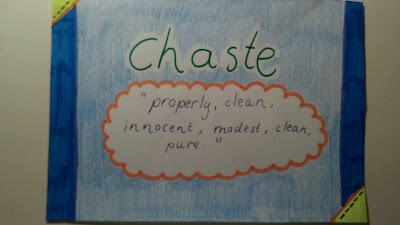 Chaste
"properly, clean,
innocent, modest, clean,
pure."